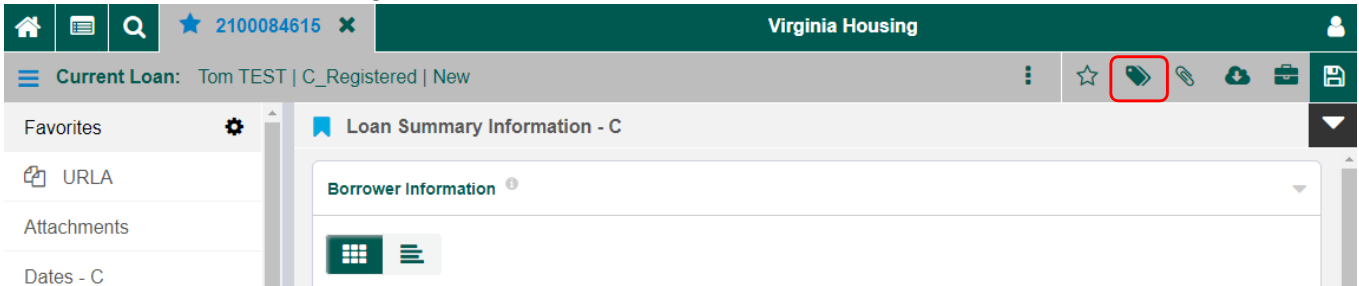 2100084615 Virginia Housing
Current Loan: Tom TEST | C_Registered | New
Favorites
Loan Summary Information - C
URLA
Borrower Information
Attachments
Dates - C